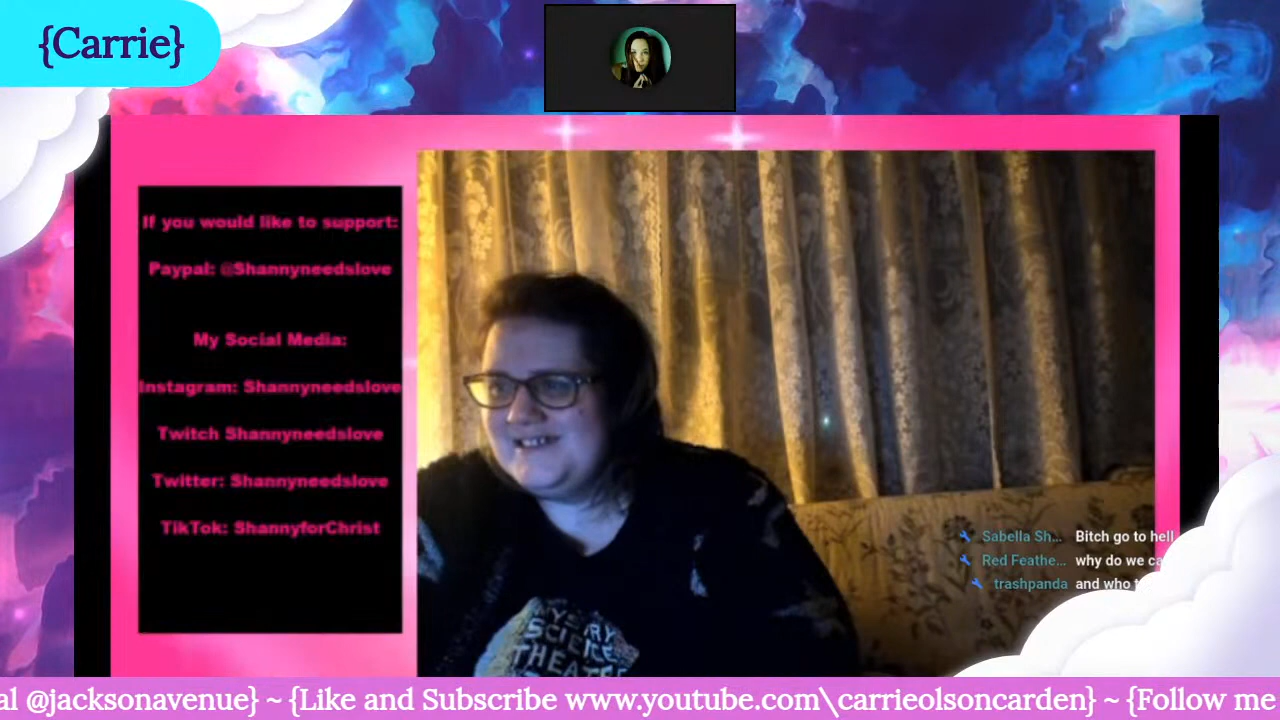 {Carrie}
If you would like to support:
Paypal: @Shannyneedslove
My Social Media:
Instagram: Shannyneedslove
Twitch Shannyneedslove
Twitter: Shannyneedslove
TikTok: ShannyforChrist
Sabella Sh... Bitch go to hell
Red Feathe... why do we
trashpanda and who
SCIENCE
THEATER
al @jacksonavenue} ~ {Like and Subscribe www.youtube.com\carrieolsoncarden} ~ {Follow me